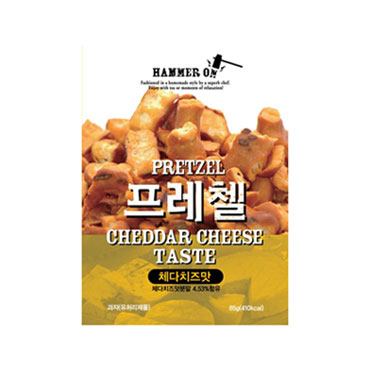 HAMMER ON
Fashioned in a homemade style by a superb chef.
Enjoy with tea or moments of relaxation!
PRETZEL
프레첼
CHEDDAR CHEESE
TASTE
체다치즈맛
체다치즈맛분말 4.53%함유
과자(유처리제품) 85g(410kcal)